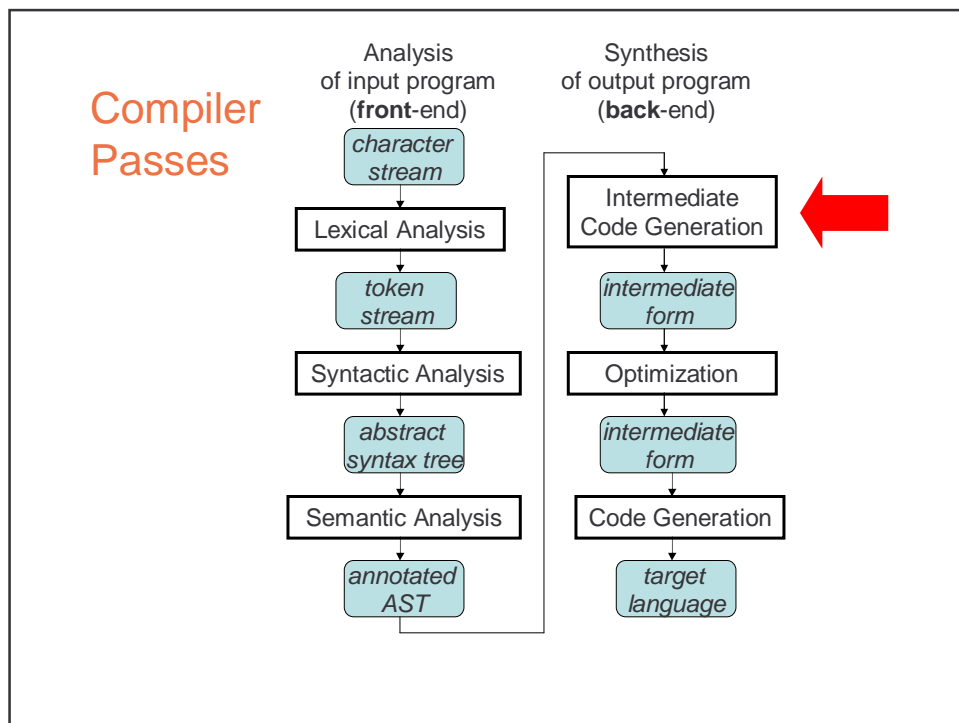 Compiler
Passes
Analysis
of input program
(front-end)
character
stream
Lexical Analysis
token
stream
Syntactic Analysis
abstract
syntax tree
Semantic Analysis
annotated
AST
Synthesis
of output program
(back-end)
Intermediate
Code Generation
intermediate
form
Optimization
intermediate
form
Code Generation
target
language